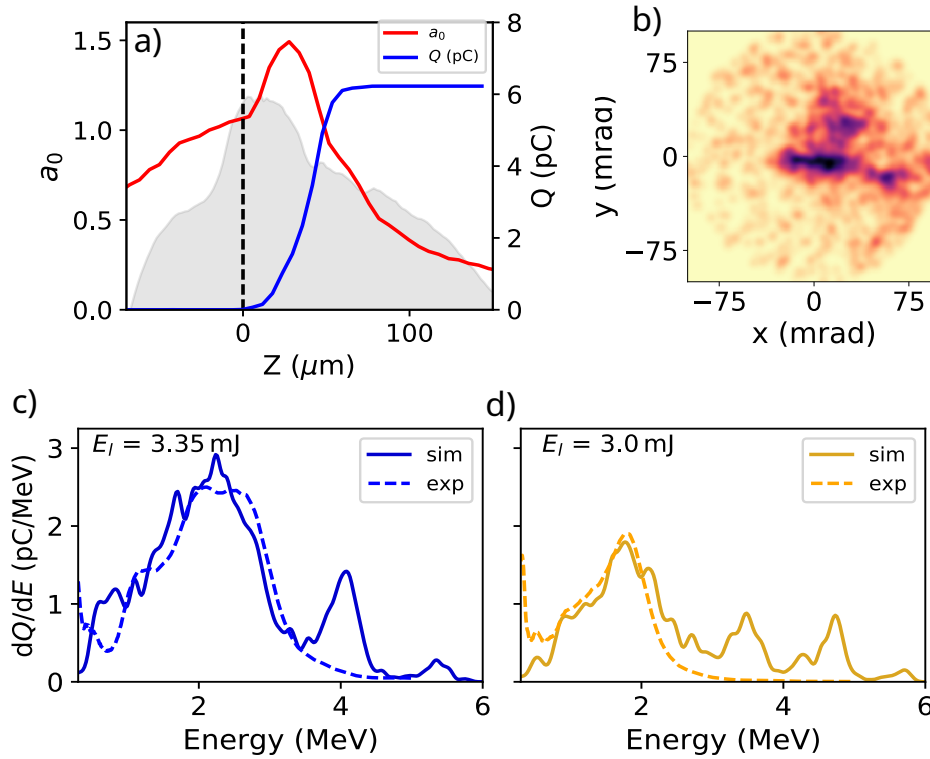 a)
1.5
1.0
0.5
0.0
a₀
0
100
Z (μm)
8
6
4
2
0
Q (pC)
a₀
Q (pC)
b)
75
0
−75
y (mrad)
−75
0
75
x (mrad)
c)
E_l = 3.35 mJ
sim
exp
3
2
1
0
dQ/dE (pC/MeV)
2
4
6
Energy (MeV)
d)
E_l = 3.0 mJ
sim
exp
2
4
6
Energy (MeV)